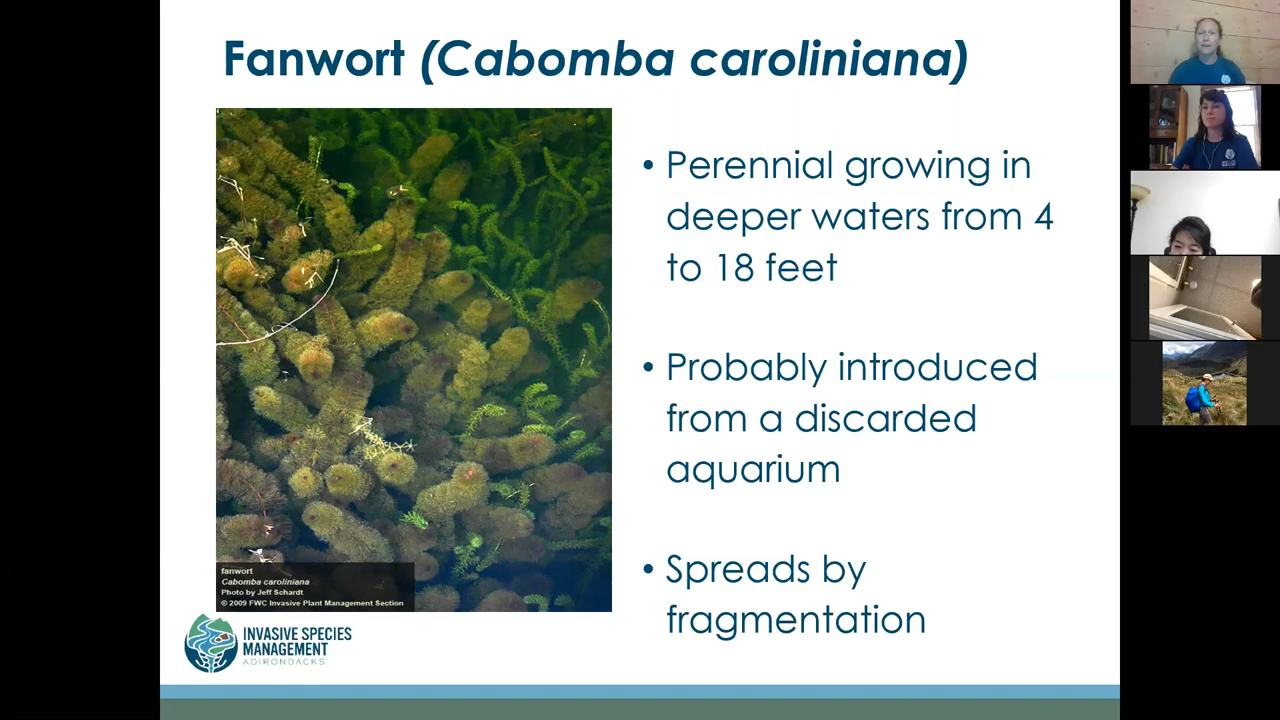 Fanwort (Cabomba caroliniana)
• Perennial growing in
deeper waters from 4
to 18 feet
• Probably introduced
from a discarded
aquarium
• Spreads by
fragmentation
fanwort
Cabomba caroliniana
Photo by Jeff Schardt
© 2009 FWC Invasive Plant Management Section
INVASIVE SPECIES
MANAGEMENT
ADIRONDACKS